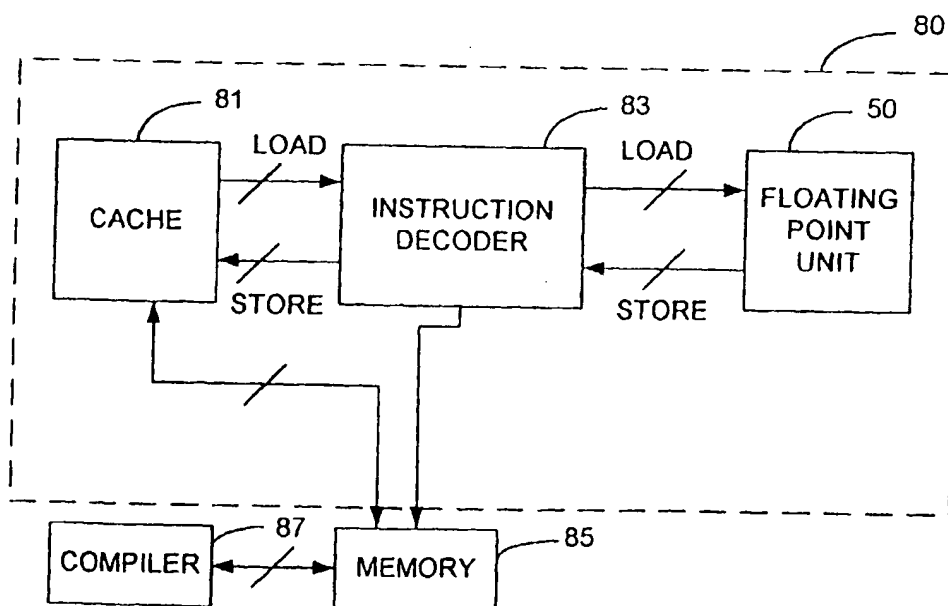 80
81
83
50
LOAD
LOAD
CACHE
INSTRUCTION
DECODER
FLOATING
POINT
UNIT
STORE
STORE
87
85
COMPILER
MEMORY